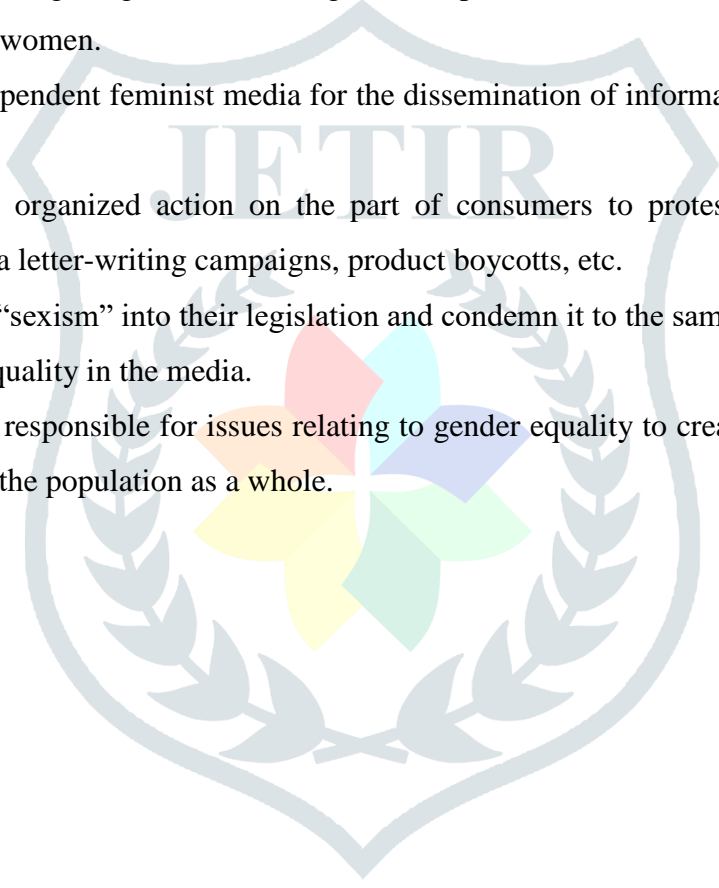 women.
pendent feminist media for the dissemination of informa
JETIR
organized action on the part of consumers to protes
a letter-writing campaigns, product boycotts, etc.
“sexism” into their legislation and condemn it to the sam
quality in the media.
responsible for issues relating to gender equality to crea
the population as a whole.